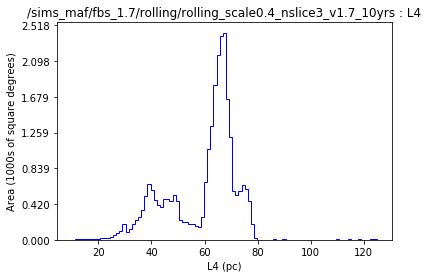 /sims_maf/fbs_1.7/rolling/rolling_scale0.4_nslice3_v1.7_10yrs : L4
2.518
2.098
1.679
1.259
0.839
0.420
0.000
Area (1000s of square degrees)
20 40 60 80 100 120
L4 (pc)